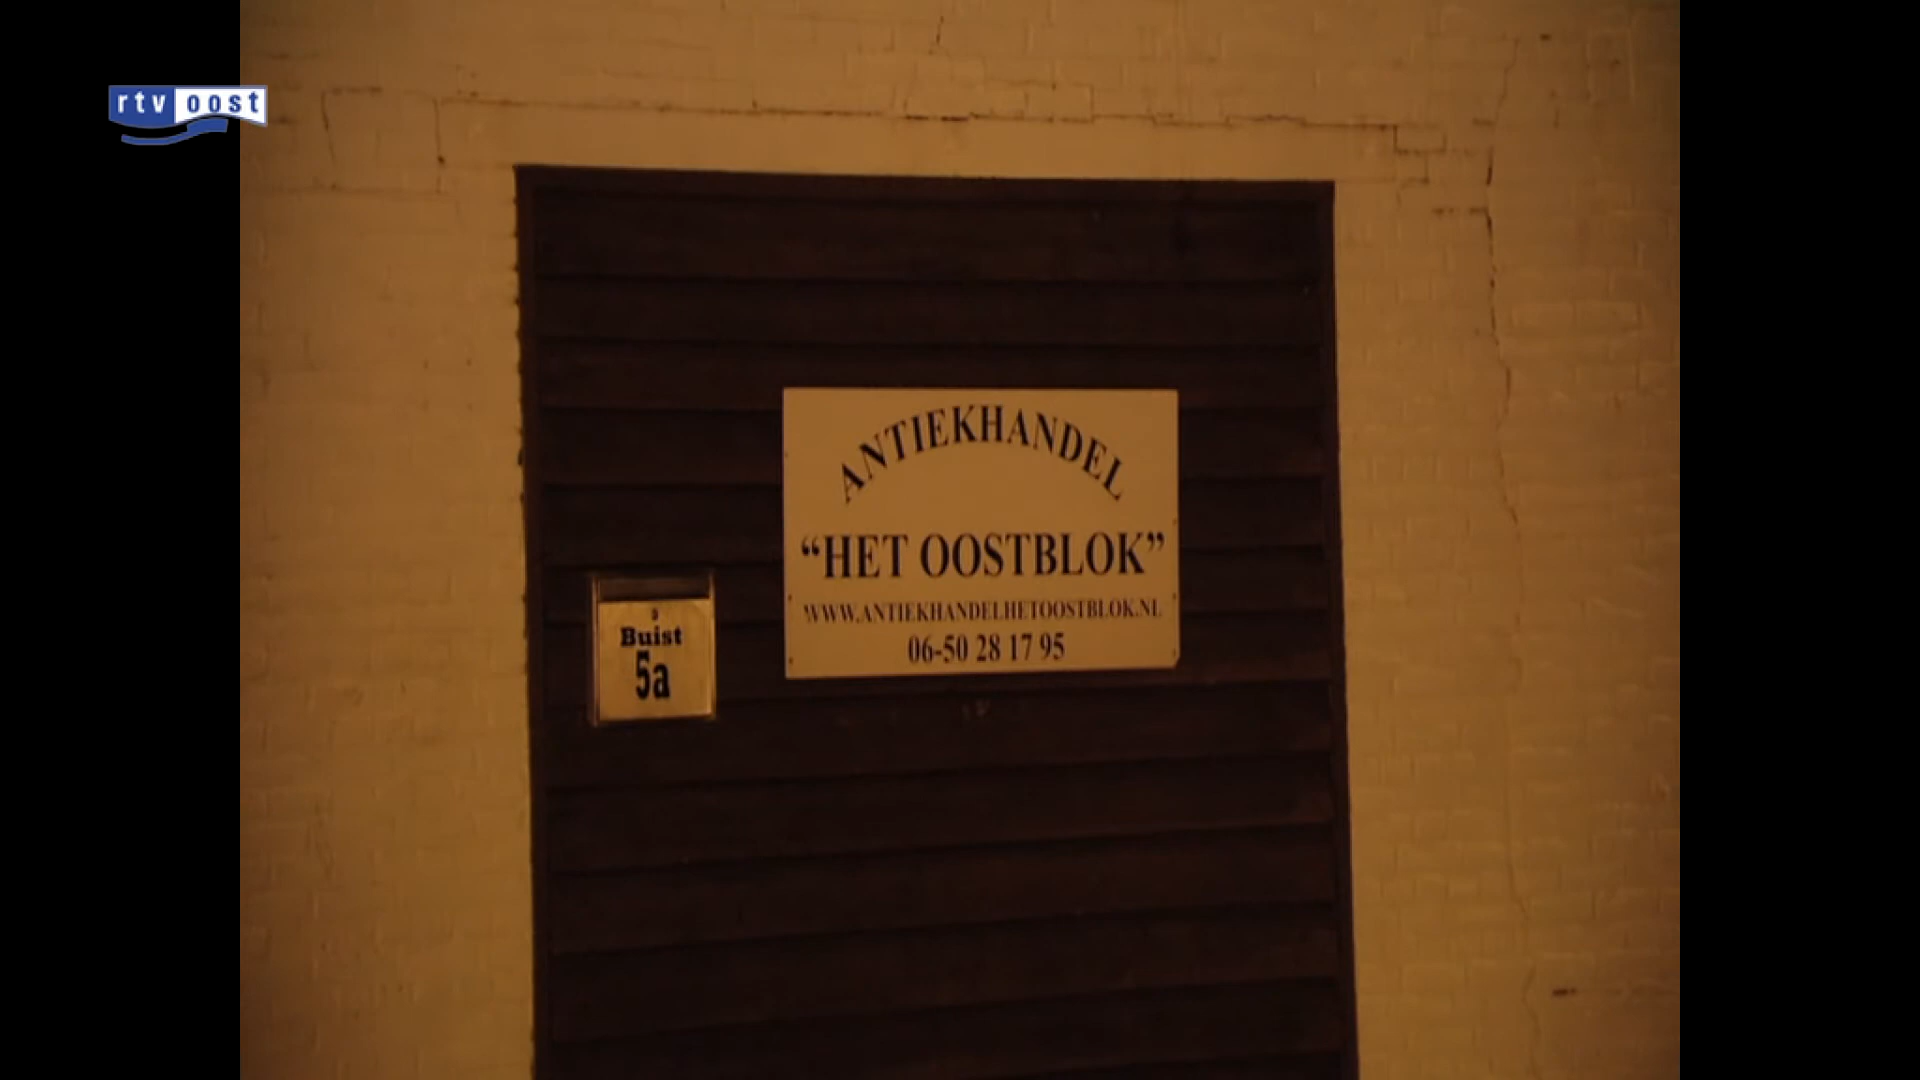 rtv oost
ANTIEKHANDEL
“HET OOSTBLOK”
WWW.ANTIEKHANDELHETOOSTBLOK.NL
06-50 28 17 95
Buist
5a